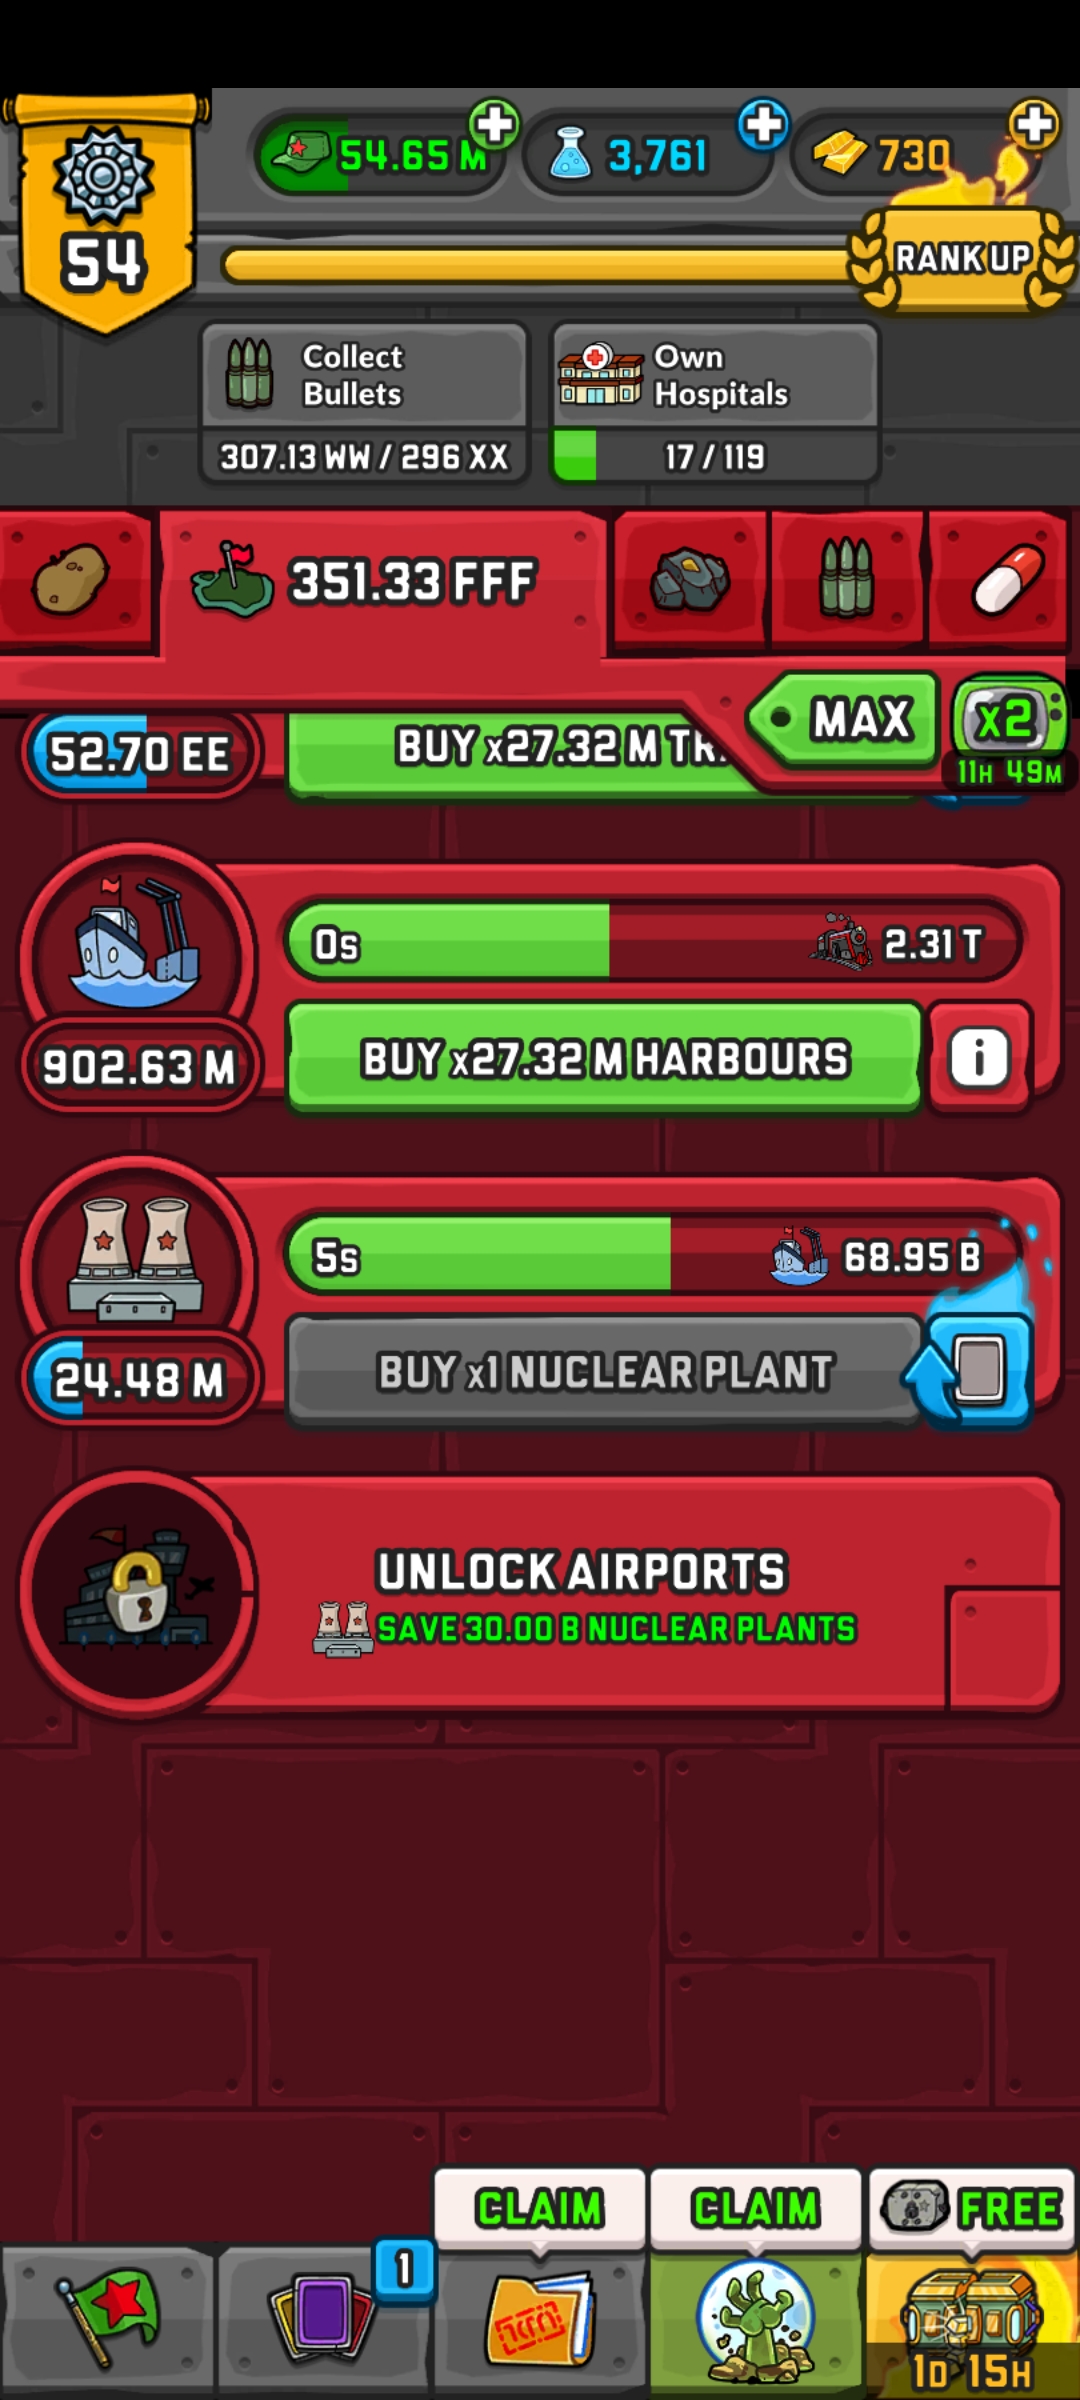 54
54.65 M
3,761
730
RANK UP
Collect
Bullets
307.13 WW / 296 XX
Own
Hospitals
17 / 119
351.33 FFF
MAX
x2
11H 49M
52.70 EE
BUY x27.32 M
0s
2.31 T
902.63 M
BUY x27.32 M HARBOURS
i
5s
68.95 B
24.48 M
BUY x1 NUCLEAR PLANT
UNLOCK AIRPORTS
SAVE 30.00 B NUCLEAR PLANTS
CLAIM
CLAIM
FREE
1
1D 15H